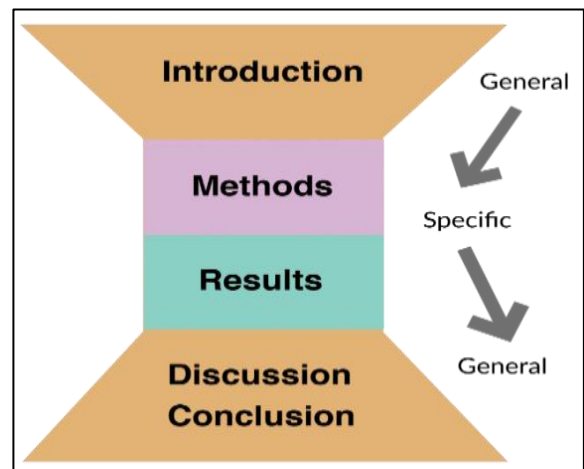 Introduction
General
Methods
Specific
Results
General
Discussion
Conclusion